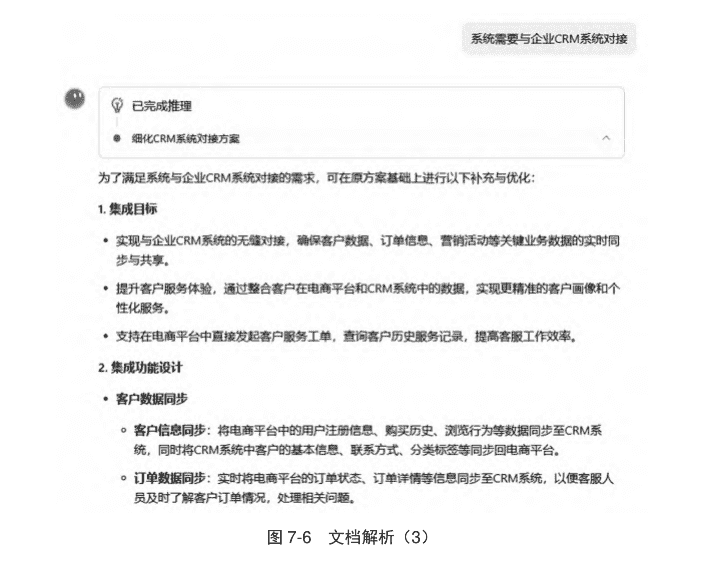 系统需要与企业CRM系统对接
已完成推理
细化CRM系统对接方案
为了满足系统与企业CRM系统对接的需求，可在原方案基础上进行以下补充与优化：
1. 集成目标
• 实现与企业CRM系统的无缝对接，确保客户数据、订单信息、营销活动等关键业务数据的实时同
步与共享。
• 提升客户服务体验，通过整合客户在电商平台和CRM系统中的数据，实现更精准的客户画像和个
性化服务。
• 支持在电商平台中直接发起客户服务工单，查询客户历史服务记录，提高客服工作效率。
2. 集成功能设计
• 客户数据同步
○ 客户信息同步：将电商平台中的用户注册信息、购买历史、浏览行为等数据同步至CRM系
统，同时将CRM系统中客户的基本信息、联系方式、分类标签等同步回电商平台。
○ 订单数据同步：实时将电商平台的订单状态、订单详情等信息同步至CRM系统，以便客服人
员及时了解客户订单情况，处理相关问题。
图 7-6 文档解析（3）